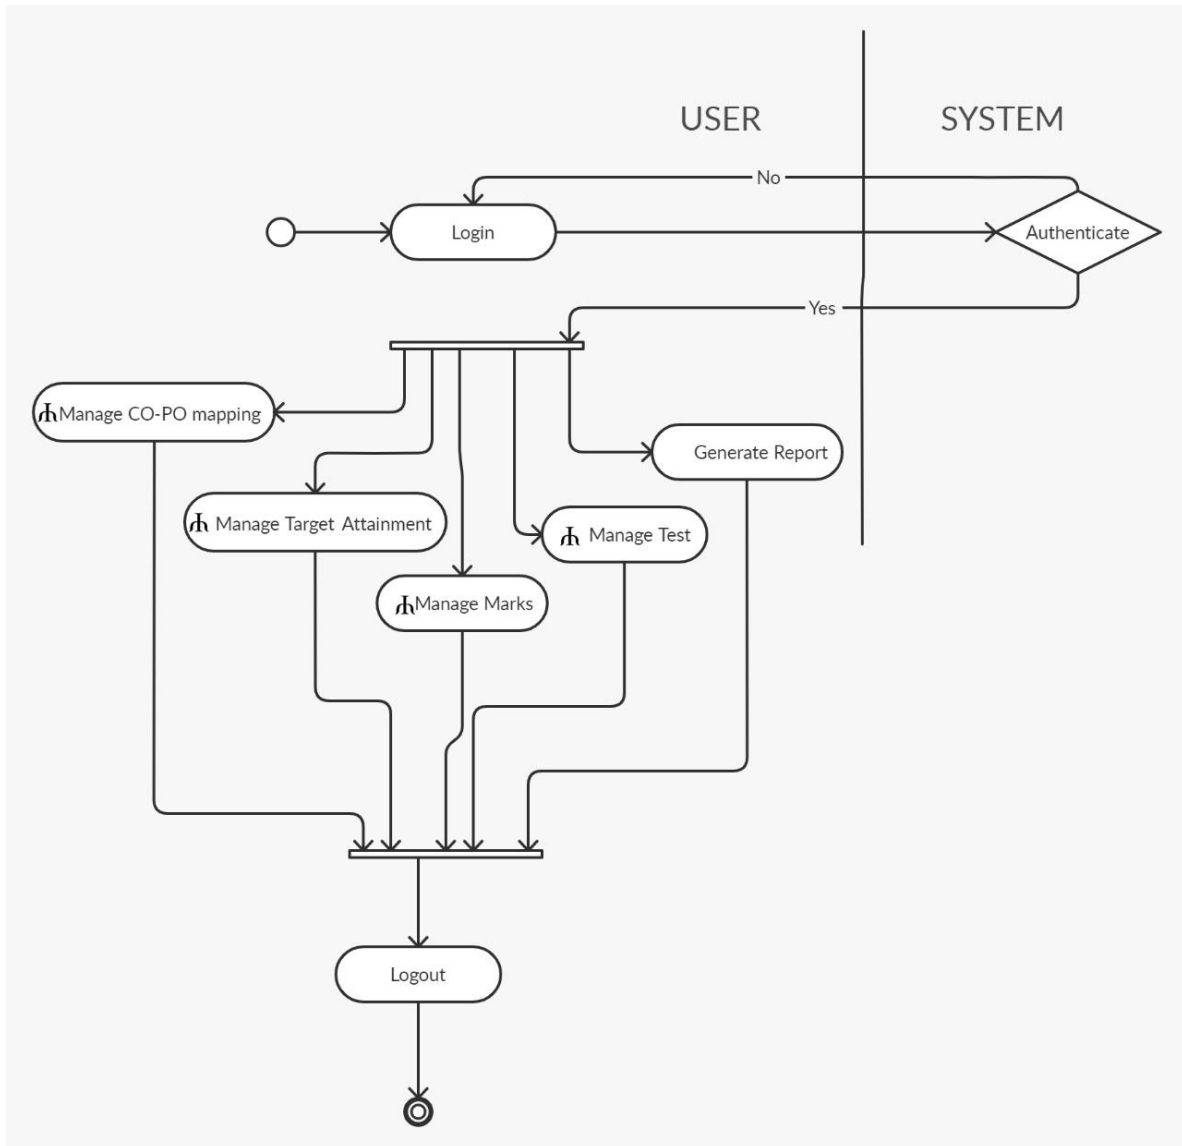 USER
SYSTEM
No
Login
Authenticate
Yes
Manage CO-PO mapping
Generate Report
Manage Target Attainment
Manage Test
Manage Marks
Logout